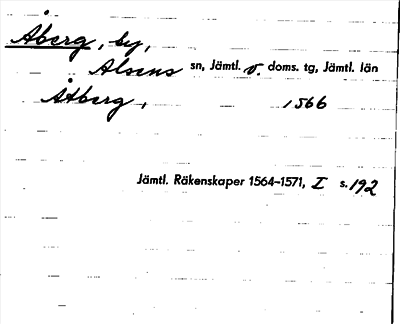 Åberg, by,
Alsens sn, Jämtl. v. doms. tg, Jämtl. län
Åtberg, 1566
Jämtl. Räkenskaper 1564-1571, I s. 192